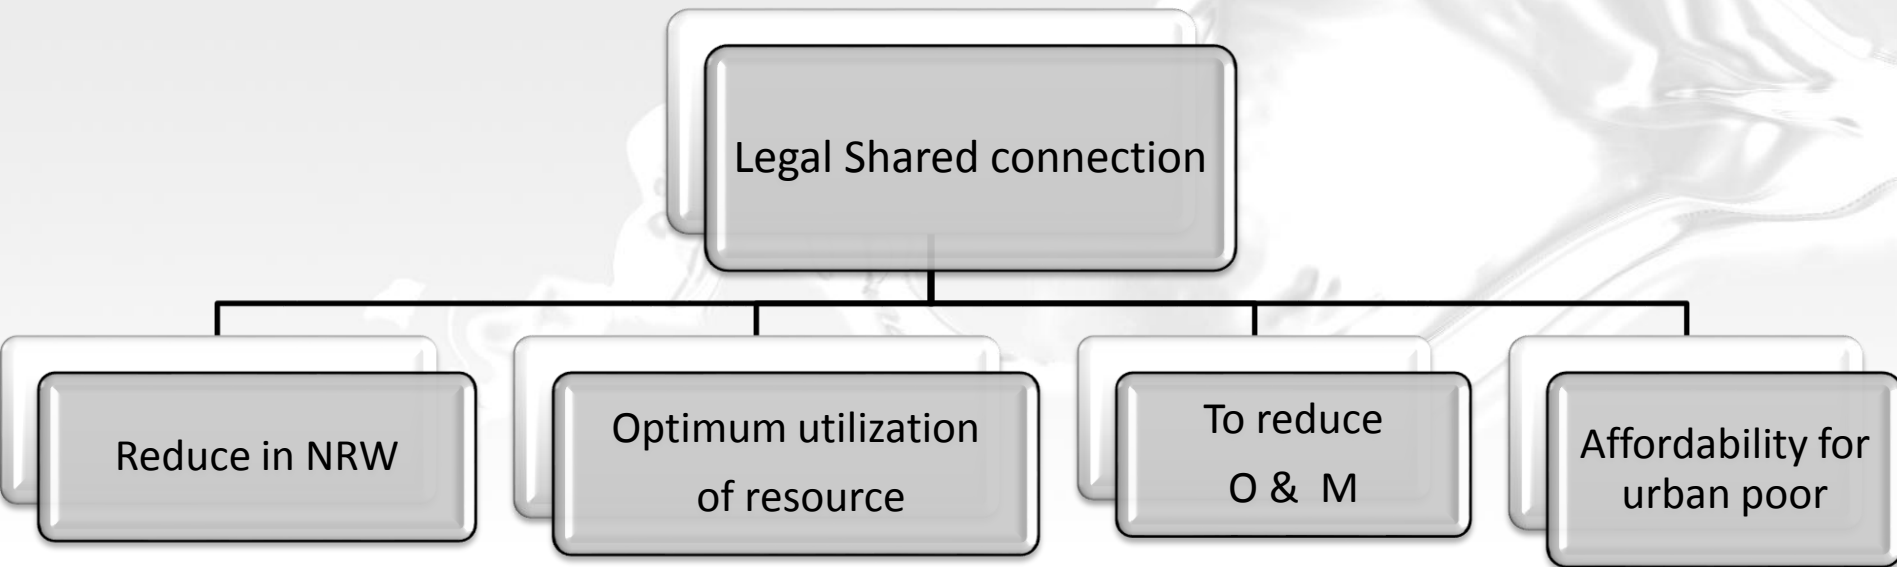 Legal Shared connection
Reduce in NRW
Optimum utilization
of resource
To reduce
O & M
Affordability for
urban poor